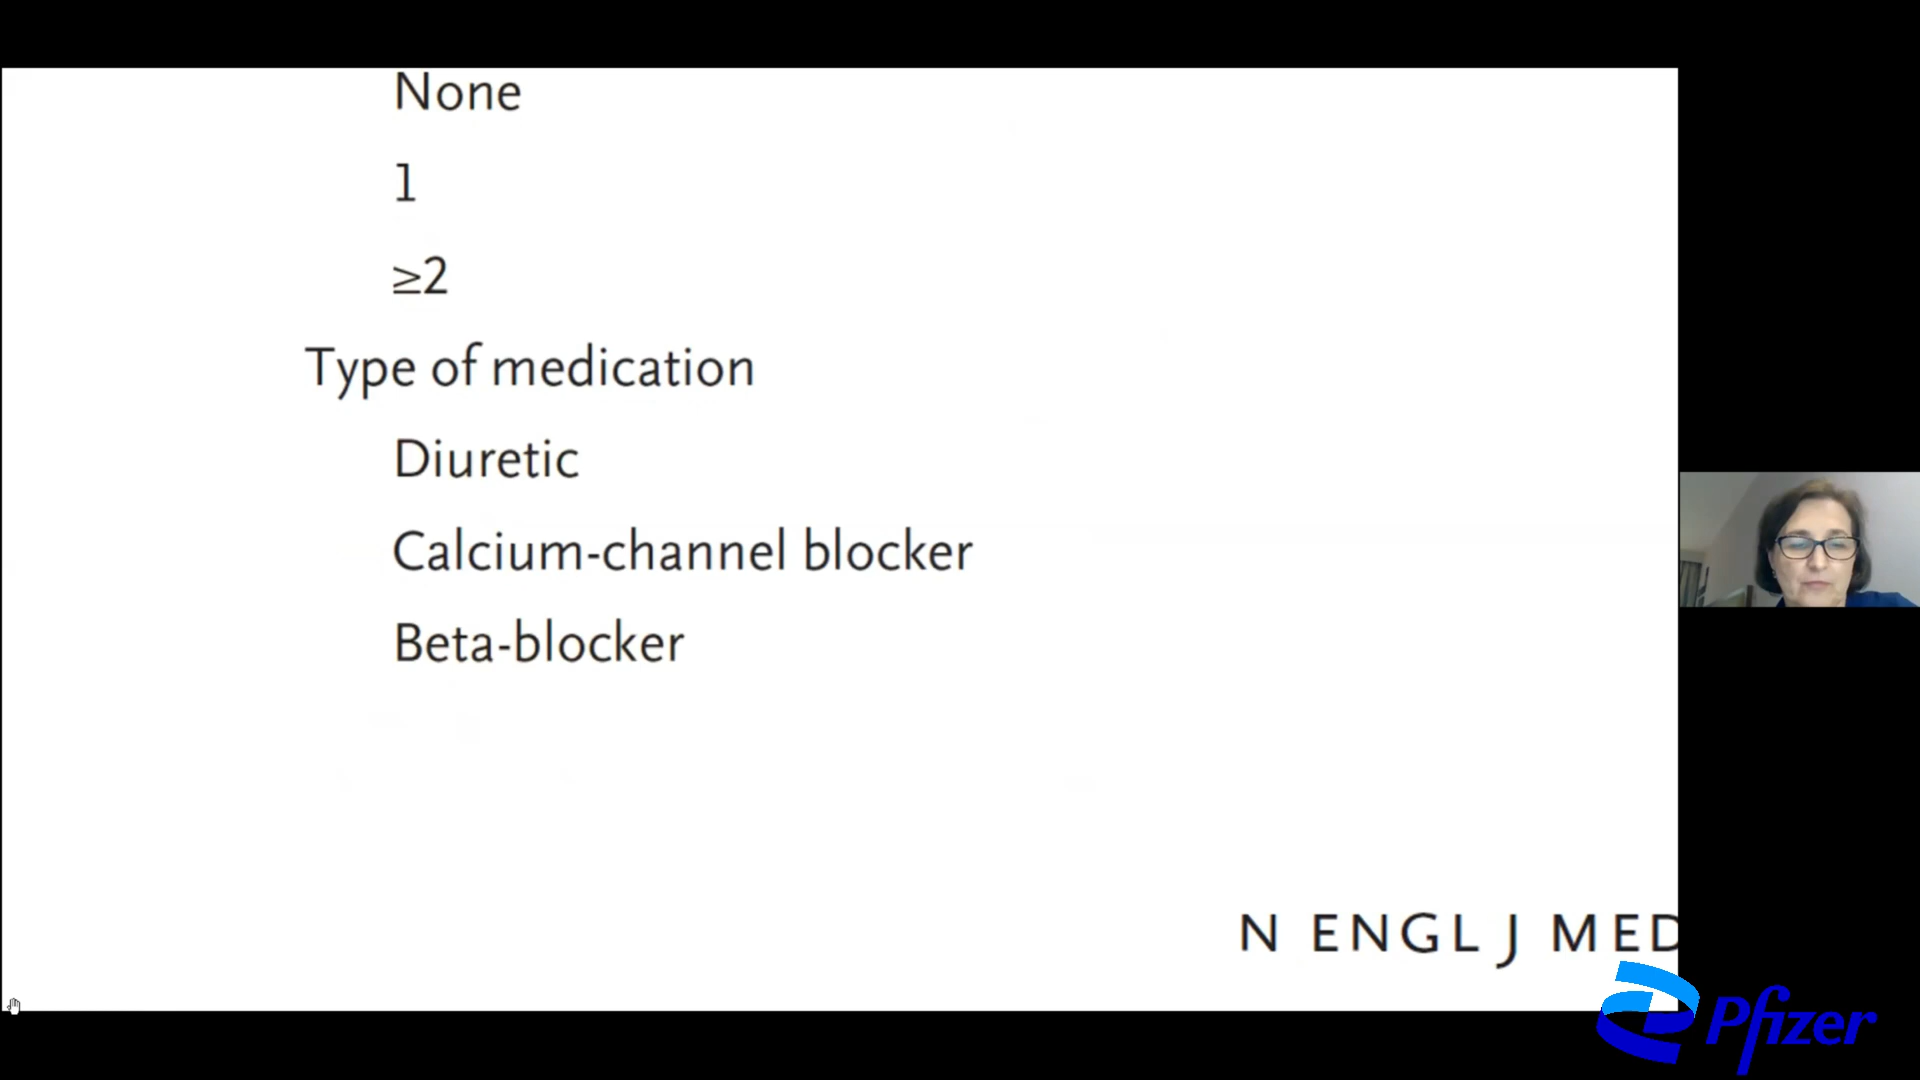 None
1
≥2
Type of medication
Diuretic
Calcium-channel blocker
Beta-blocker
N ENGL J MED
Pfizer